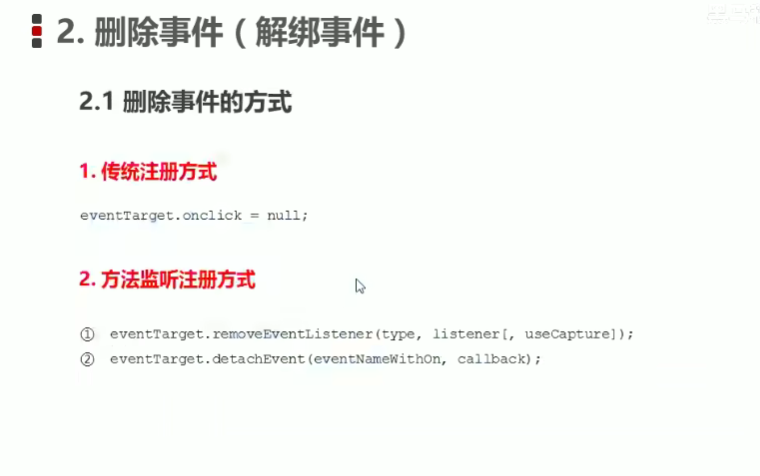 2. 删除事件（解绑事件）
2.1 删除事件的方式
1. 传统注册方式
eventTarget.onclick = null;
2. 方法监听注册方式
① eventTarget.removeEventListener(type, listener[, useCapture]);
② eventTarget.detachEvent(eventNameWithOn, callback);